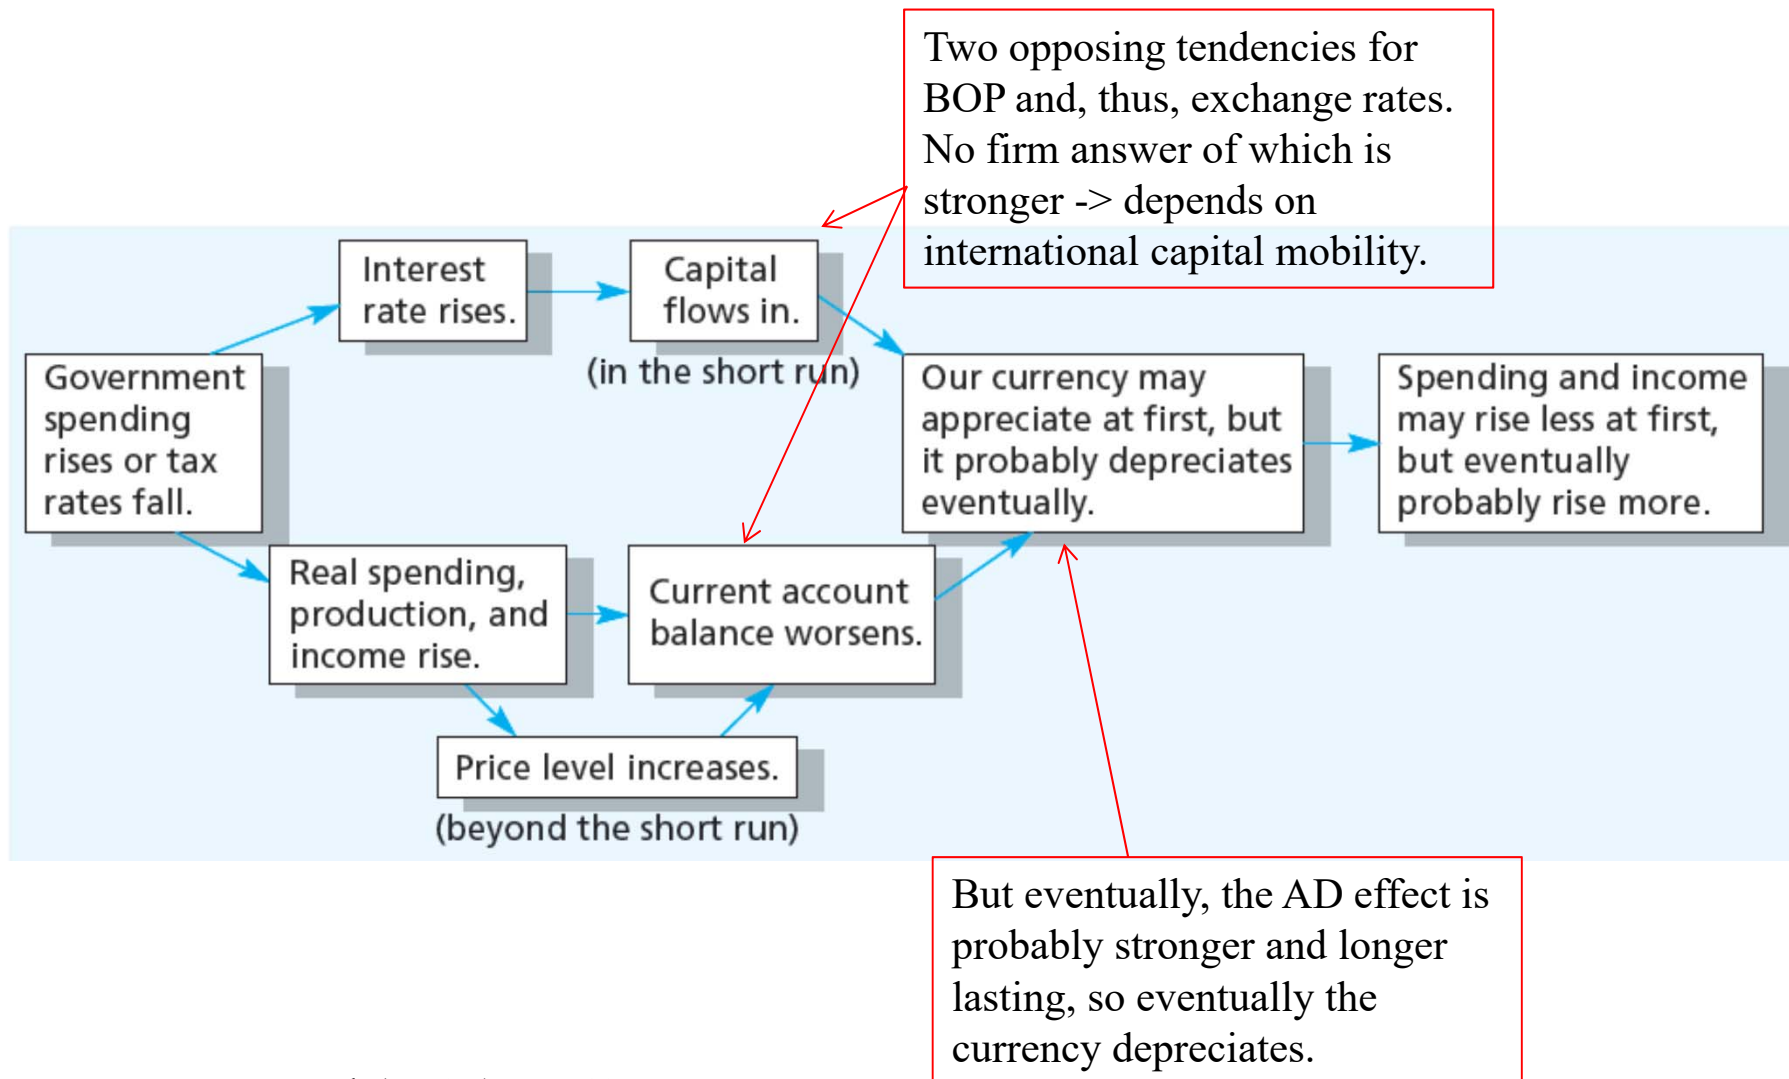 Two opposing tendencies for
BOP and, thus, exchange rates.
No firm answer of which is
stronger -> depends on
international capital mobility.
Interest
rate rises.
Capital
flows in.
(in the short run)
Government
spending
rises or tax
rates fall.
Our currency may
appreciate at first, but
it probably depreciates
eventually.
Spending and income
may rise less at first,
but eventually
probably rise more.
Real spending,
production, and
income rise.
Current account
balance worsens.
Price level increases.
(beyond the short run)
But eventually, the AD effect is
probably stronger and longer
lasting, so eventually the
currency depreciates.